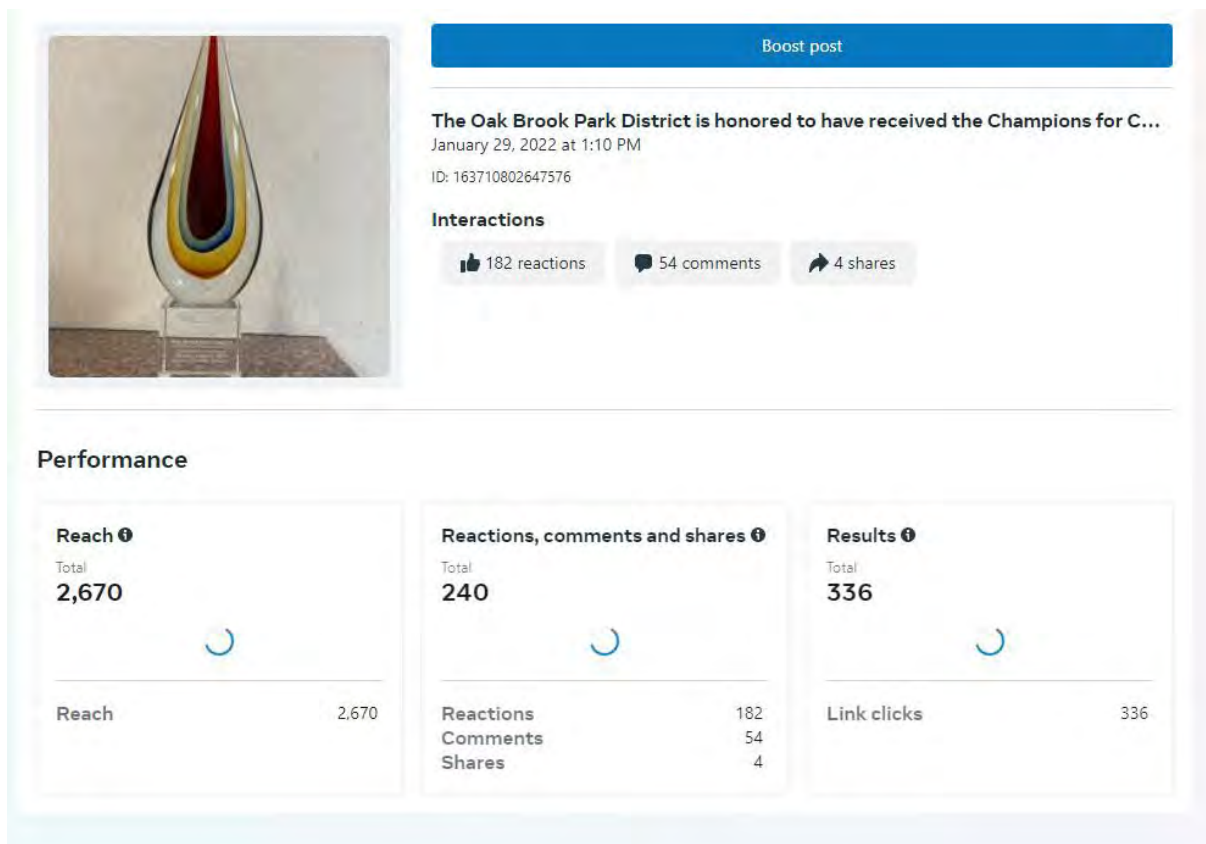 Boost post
The Oak Brook Park District is honored to have received the Champions for C...
January 29, 2022 at 1:10 PM
ID: 163710802647576
Interactions
182 reactions 54 comments 4 shares
Performance
Reach
Total
2,670
Reach 2,670
Reactions, comments and shares
Total
240
Reactions 182
Comments 54
Shares 4
Results
Total
336
Link clicks 336